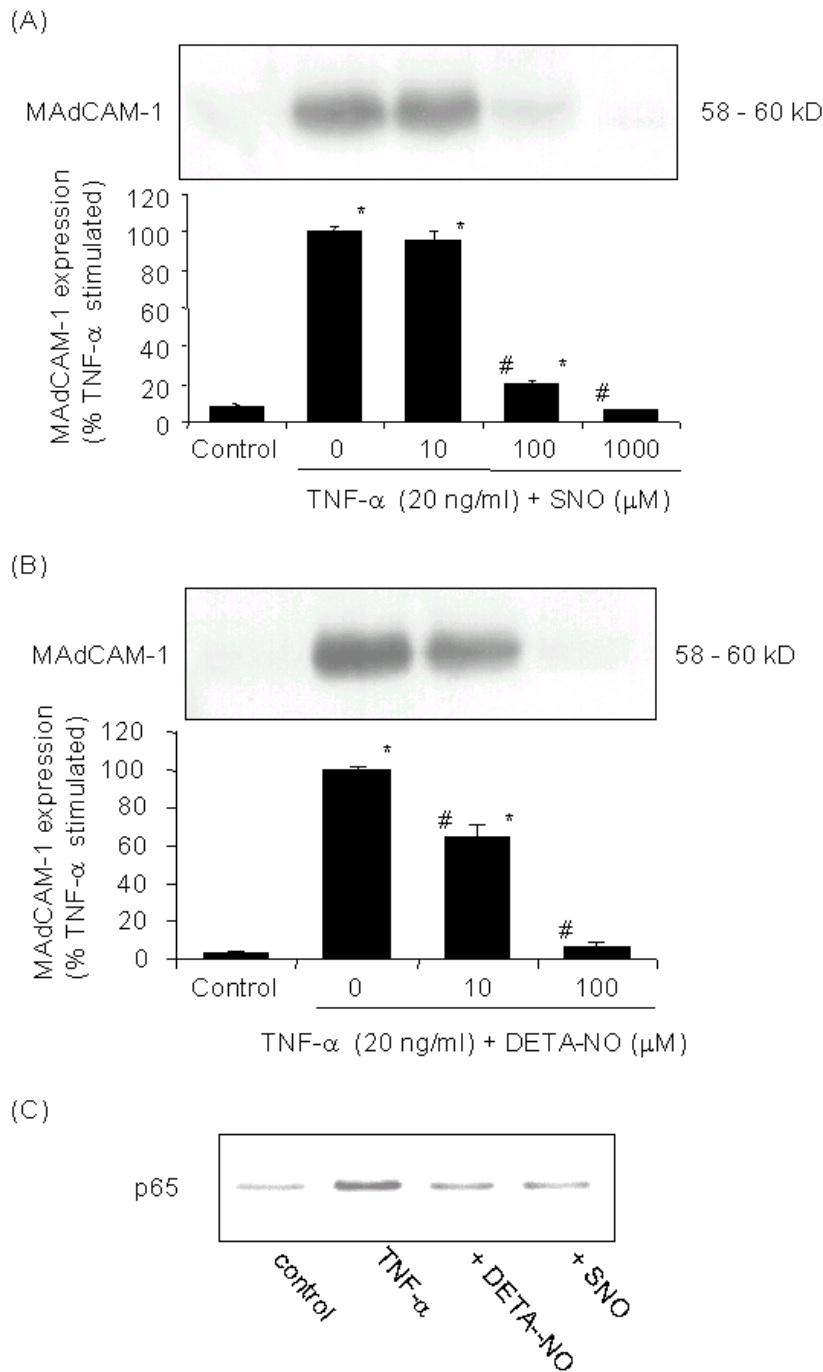 (A)
MAdCAM-1
58 - 60 kD
MAdCAM-1 expression
(% TNF-α stimulated)
120
100
80
60
40
20
0
* * # * #
Control 0 10 100 1000
TNF-α (20 ng/ml) + SNO (μM)
(B)
MAdCAM-1
58 - 60 kD
MAdCAM-1 expression
(% TNF-α stimulated)
120
100
80
60
40
20
0
* # * #
Control 0 10 100
TNF-α (20 ng/ml) + DETA-NO (μM)
(C)
p65
control
TNF-α
+ DETA--NO
+ SNO